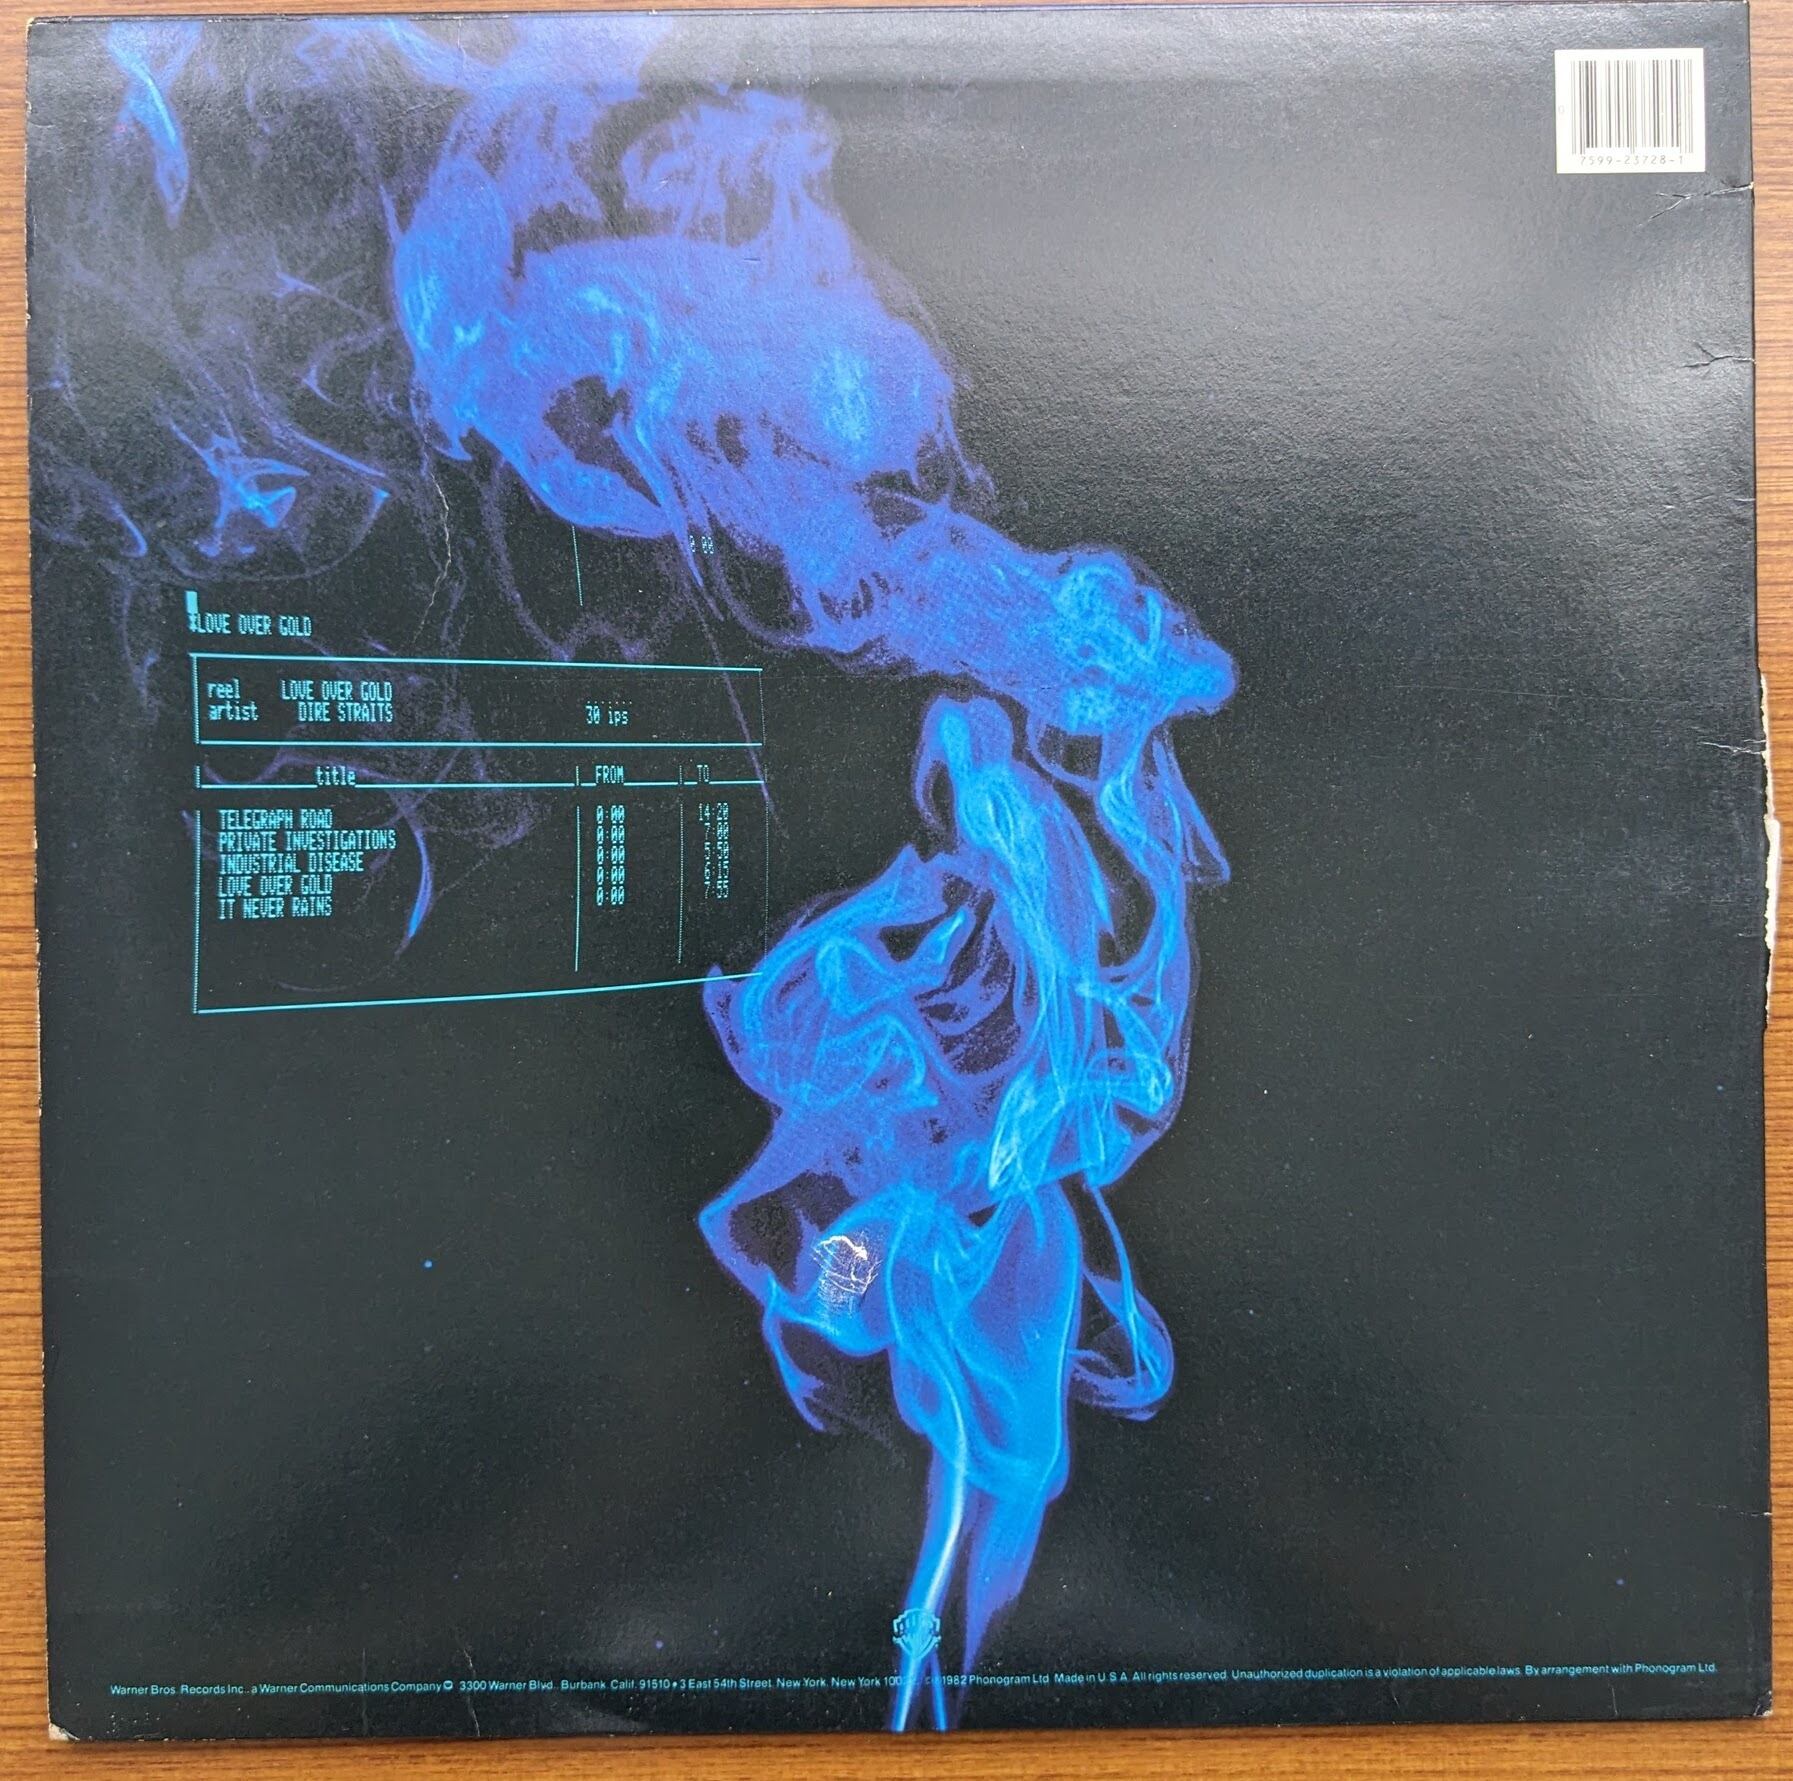 7599-23728-1
0 00
*LOVE OVER GOLD
reel LOVE OVER GOLD
artist DIRE STRAITS 30 ips
title FROM TO
TELEGRAPH ROAD 0:00 14:20
PRIVATE INVESTIGATIONS 0:00 7:00
INDUSTRIAL DISEASE 0:00 5:50
LOVE OVER GOLD 0:00 6:15
IT NEVER RAINS 0:00 7:55
Warner Bros. Records Inc., a Warner Communications Company 3300 Warner Blvd., Burbank, Calif. 91510 • 3 East 54th Street, New York, New York 1982 Phonogram Ltd. Made in U.S.A. All rights reserved. Unauthorized duplication is a violation of applicable laws. By arrangement with Phonogram Ltd.